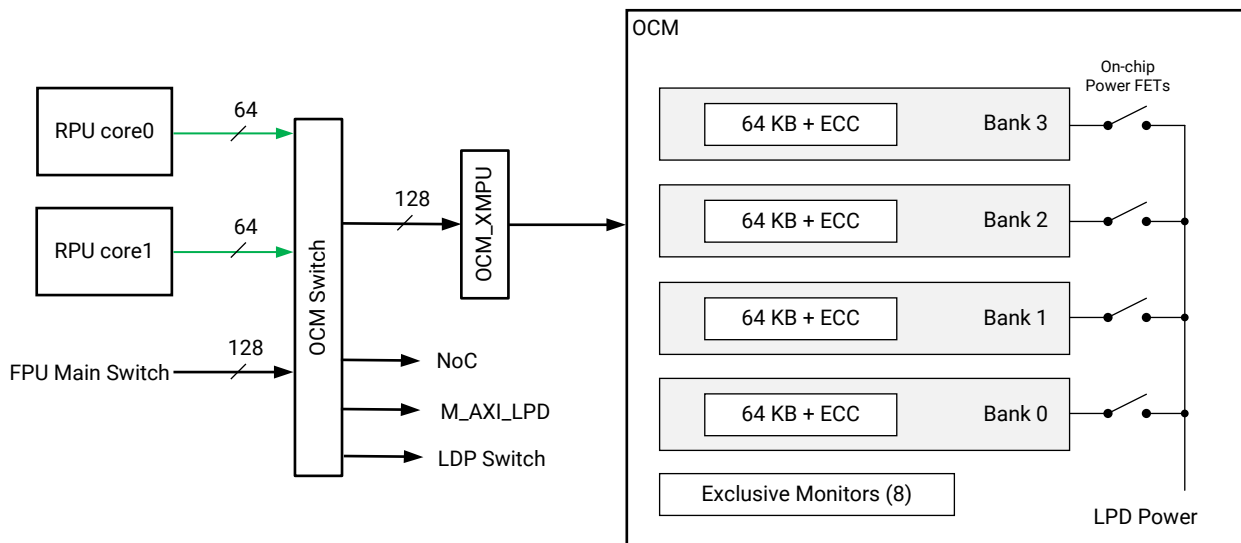 OCM
On-chip
Power FETs
RPU core0
64
64 KB + ECC
Bank 3
128
OCM_XMPU
64 KB + ECC
Bank 2
RPU core1
64
OCM Switch
64 KB + ECC
Bank 1
FPU Main Switch
128
NoC
M_AXI_LPD
LDP Switch
64 KB + ECC
Bank 0
Exclusive Monitors (8)
LPD Power